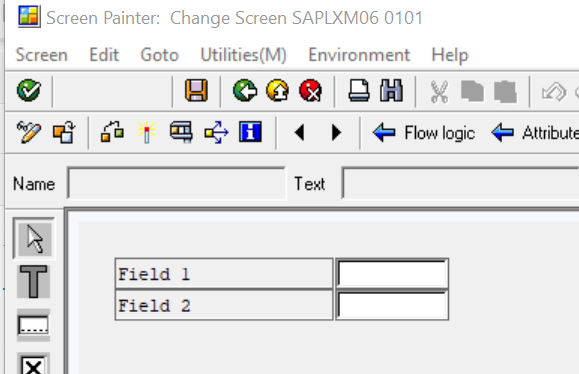 Screen Painter: Change Screen SAPLXM06 0101
Screen Edit Goto Utilities(M) Environment Help
Flow logic Attribute
Name Text
T
Field 1
Field 2